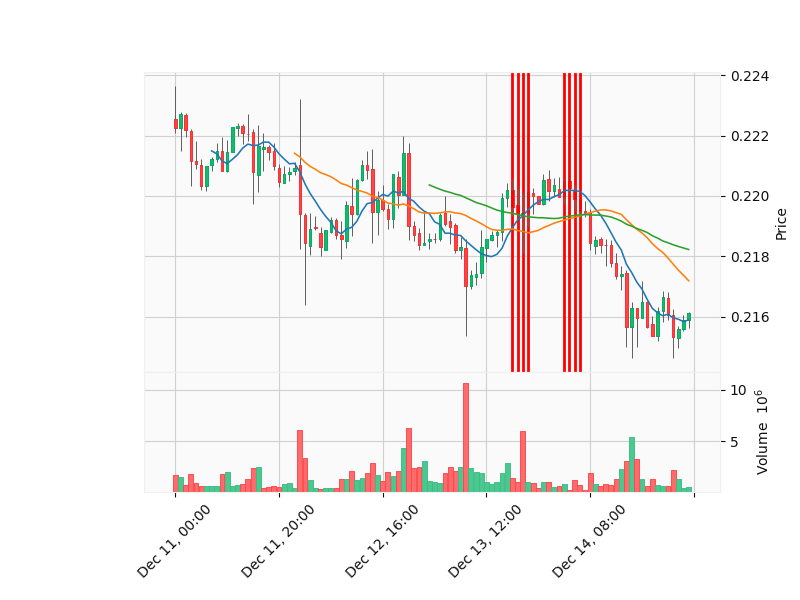 0.224
0.222
0.220
0.218
0.216
Price
10
5
Volume 10^6
Dec 11, 00:00
Dec 11, 20:00
Dec 12, 16:00
Dec 13, 12:00
Dec 14, 08:00